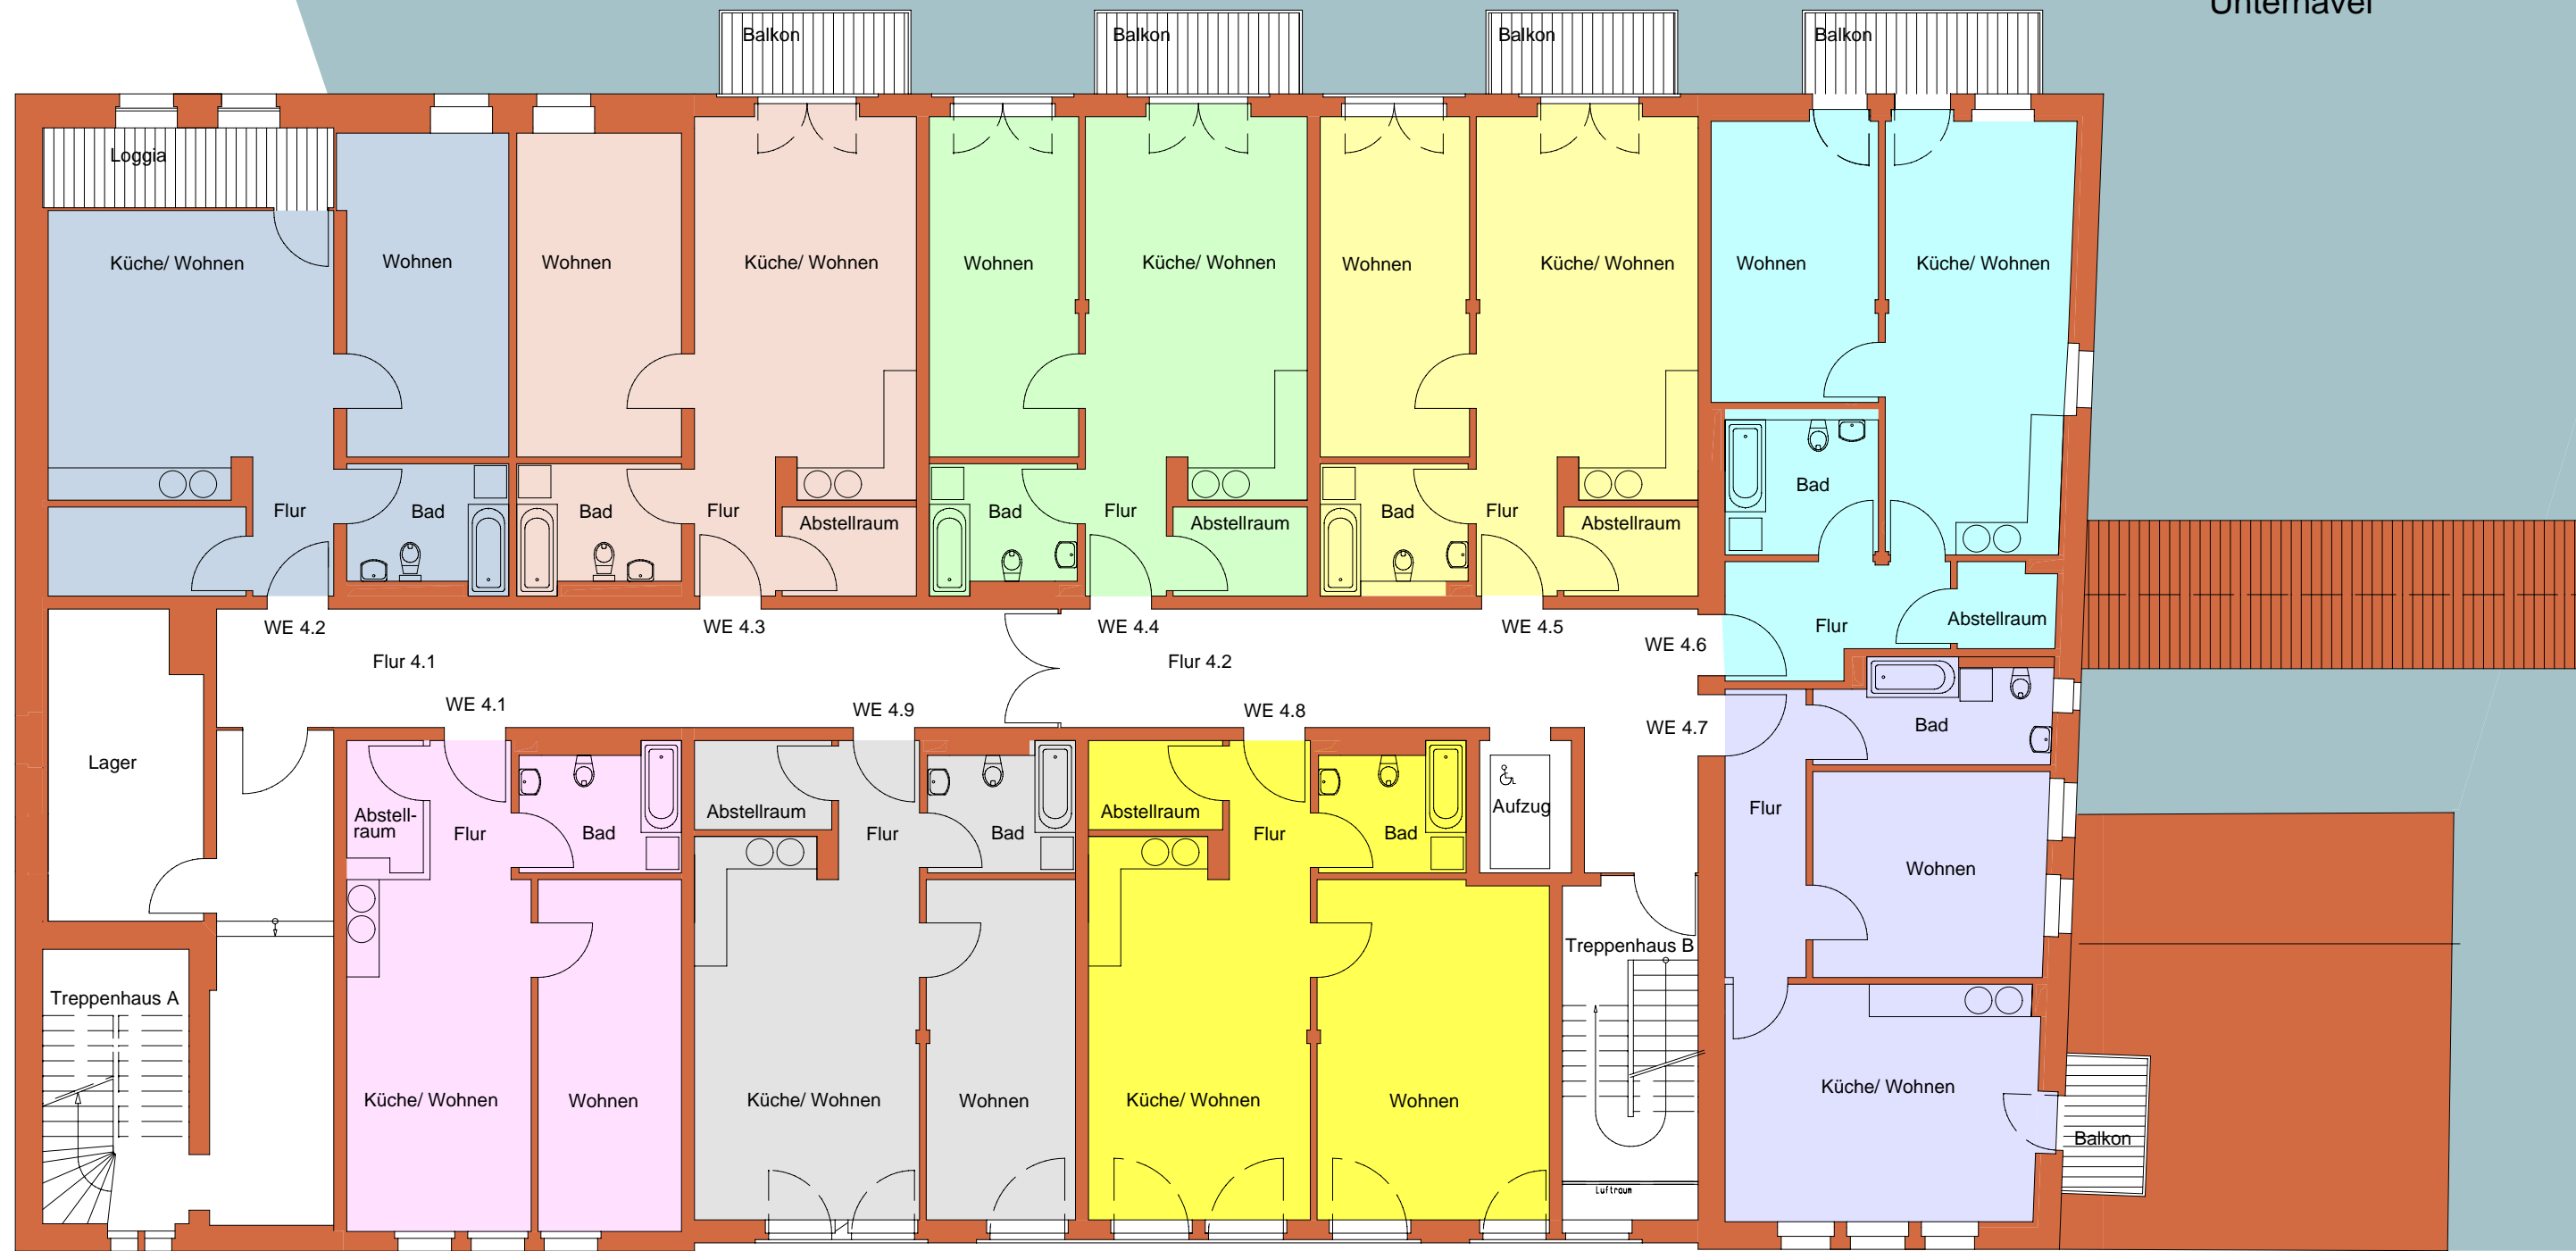 Unterhavel
Balkon
Balkon
Balkon
Balkon
Loggia
Küche/ Wohnen
Wohnen
Wohnen
Küche/ Wohnen
Wohnen
Küche/ Wohnen
Wohnen
Küche/ Wohnen
Wohnen
Küche/ Wohnen
Flur
Bad
Bad
Flur
Abstellraum
Bad
Flur
Abstellraum
Bad
Flur
Abstellraum
Bad
Flur
Abstellraum
WE 4.2
WE 4.3
WE 4.4
WE 4.5
WE 4.6
Flur 4.1
Flur 4.2
WE 4.1
WE 4.9
WE 4.8
WE 4.7
Bad
Lager
Abstell-
raum
Flur
Bad
Abstellraum
Flur
Bad
Abstellraum
Flur
Bad
Aufzug
Flur
Wohnen
Treppenhaus B
Treppenhaus A
Küche/ Wohnen
Wohnen
Küche/ Wohnen
Wohnen
Küche/ Wohnen
Wohnen
Küche/ Wohnen
Balkon
Luftraum